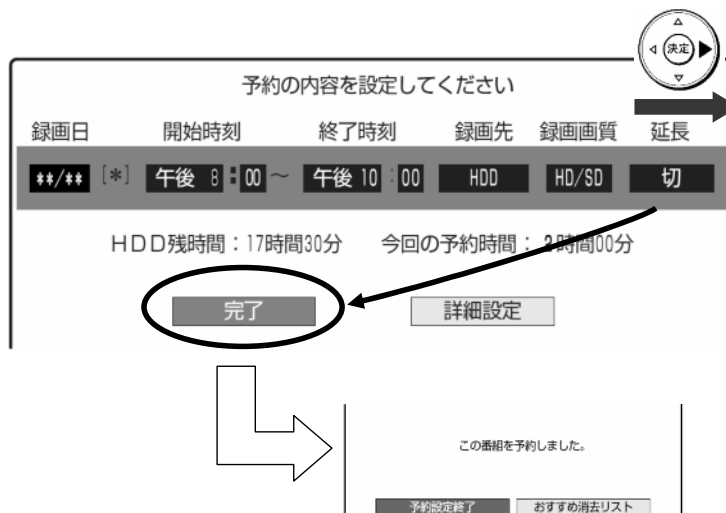 決定
予約の内容を設定してください
録画日 開始時刻 終了時刻 録画先 録画画質 延長
**/** [*] 午後 8:00 ~ 午後 10:00 HDD HD/SD 切
HDD残時間:17時間30分 今回の予約時間:2時間00分
完了 詳細設定
この番組を予約しました。
予約設定終了 おすすめ消去リスト